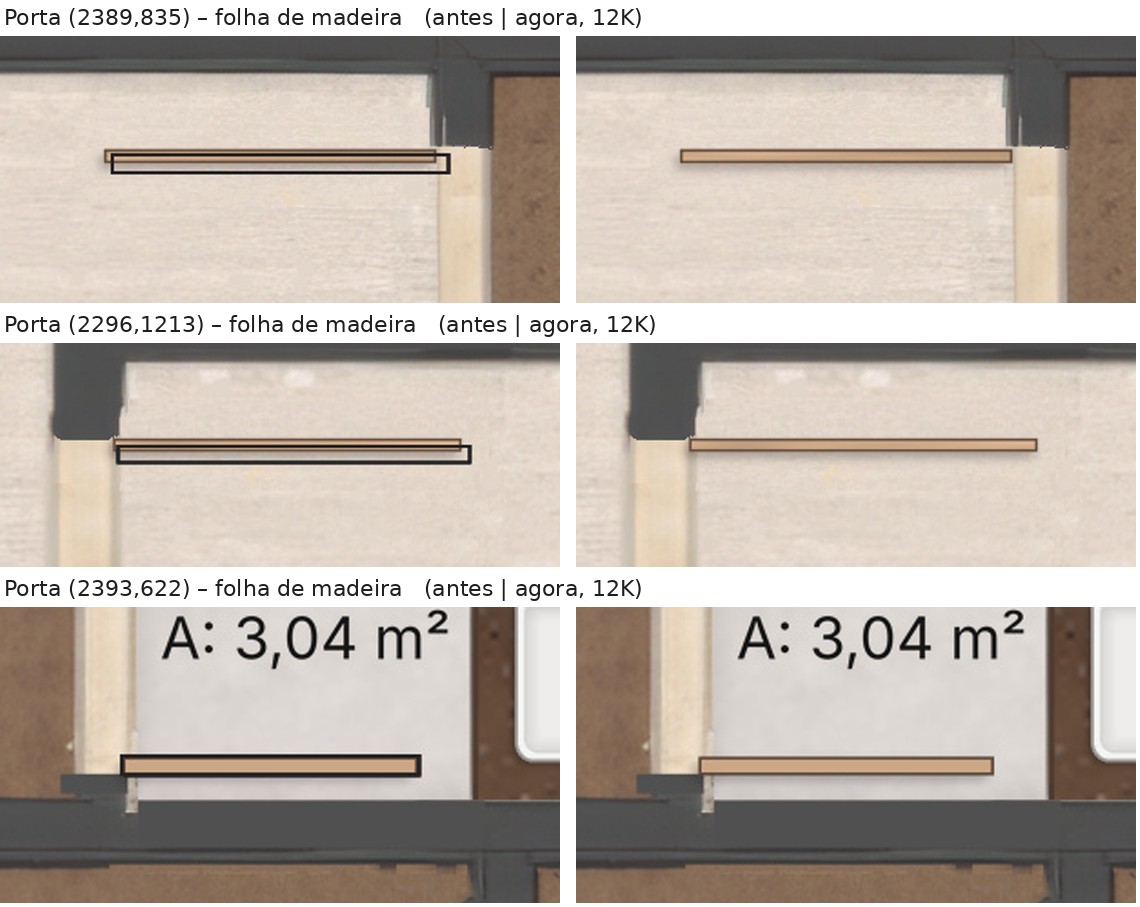 Porta (2389,835) – folha de madeira (antes | agora, 12K)
Porta (2296,1213) – folha de madeira (antes | agora, 12K)
Porta (2393,622) – folha de madeira (antes | agora, 12K)
A: 3,04 m²
A: 3,04 m²